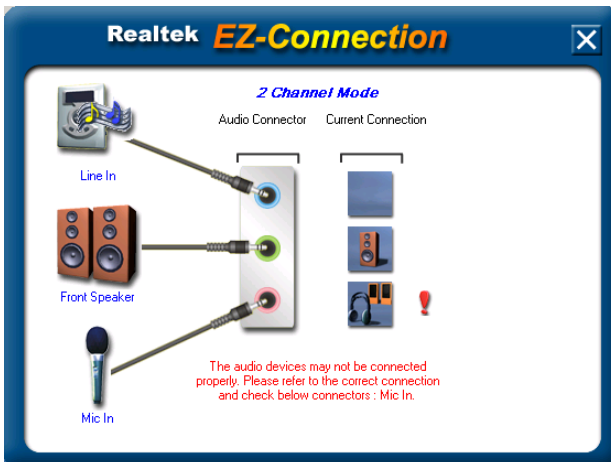 Realtek EZ-Connection
2 Channel Mode
Audio Connector Current Connection
Line In
Front Speaker
Mic In
The audio devices may not be connected
properly. Please refer to the correct connection
and check below connectors : Mic In.